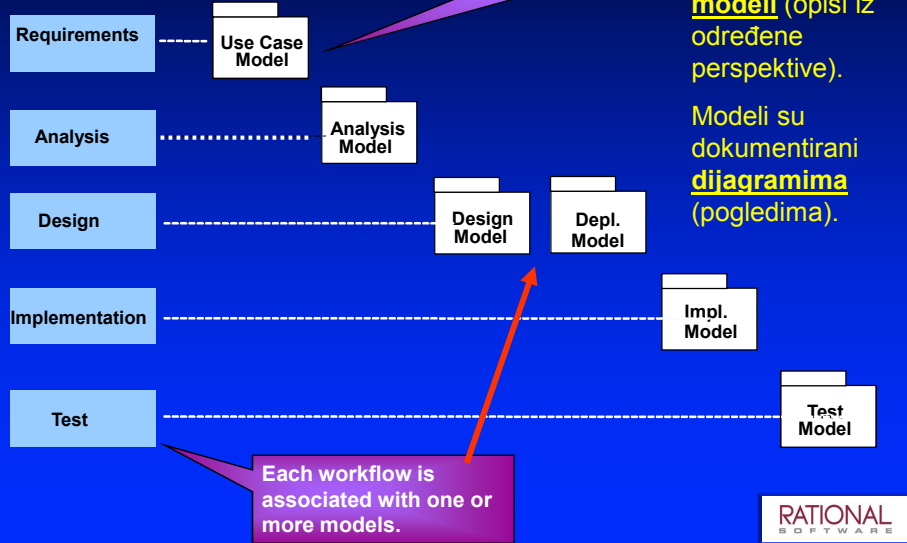 modeli (opisi iz
određene
perspektive).
Modeli su
dokumentirani
dijagramima
(pogledima).
Requirements
Use Case
Model
Analysis
Analysis
Model
Design
Design
Model
Depl.
Model
Implementation
Impl.
Model
Test
Test
Model
Each workflow is
associated with one or
more models.
RATIONAL
SOFTWARE